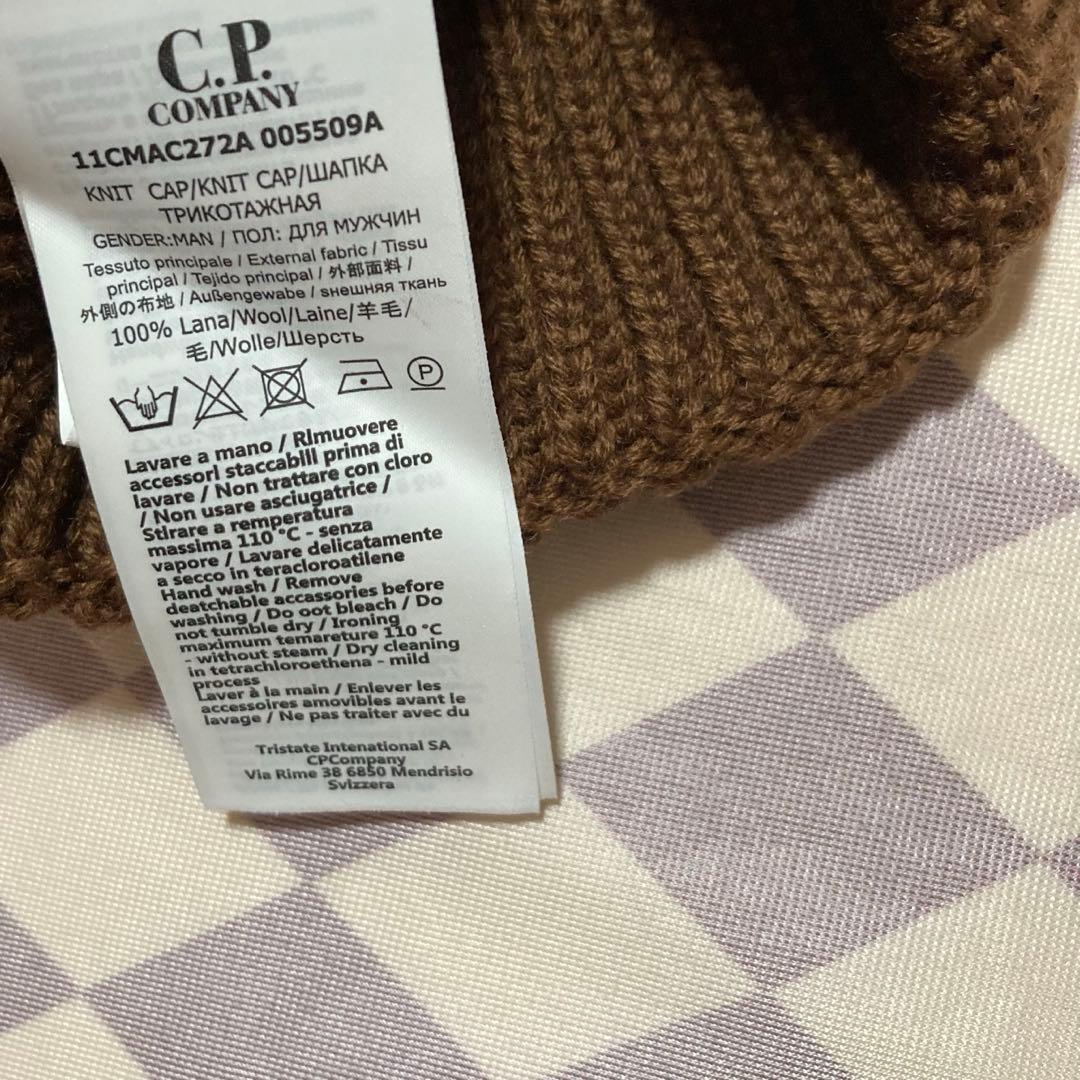 C.P.
COMPANY
11CMAC272A 005509A
KNIT CAP/KNIT CAP/ШАПКА
ТРИКОТАЖНАЯ
GENDER:MAN / ПОЛ: ДЛЯ МУЖЧИН
Tessuto principale / External fabric / Tissu
principal / Tejido principal / 外部面料 /
外側の布地 / Außengewabe / sнешняя ткань
100% Lana/Wool/Laine/羊毛/
毛/Wolle/Шерсть
P
Lavare a mano / RImuovere
accessorI staccabIlI prima di
lavare / Non trattare con cloro
/ Non usare asciugatrice /
StIrare a remperatura
massima 110 °C - senza
vapore / Lavare delicatamente
a secco in teracloroatilene
Hand wash / Remove
deatchable accassories before
washing / Do oot bleach / Do
not tumble dry / Ironing
maximum temareture 110 °C
- without steam / Dry cleaning
in tetrachloroethena - mild
process
Laver à la main / Enlever les
accessoires amovibles avant le
lavage / Ne pas traiter avec du
Tristate Intenational SA
CPCompany
Via Rime 38 6850 Mendrisio
Svlzzera